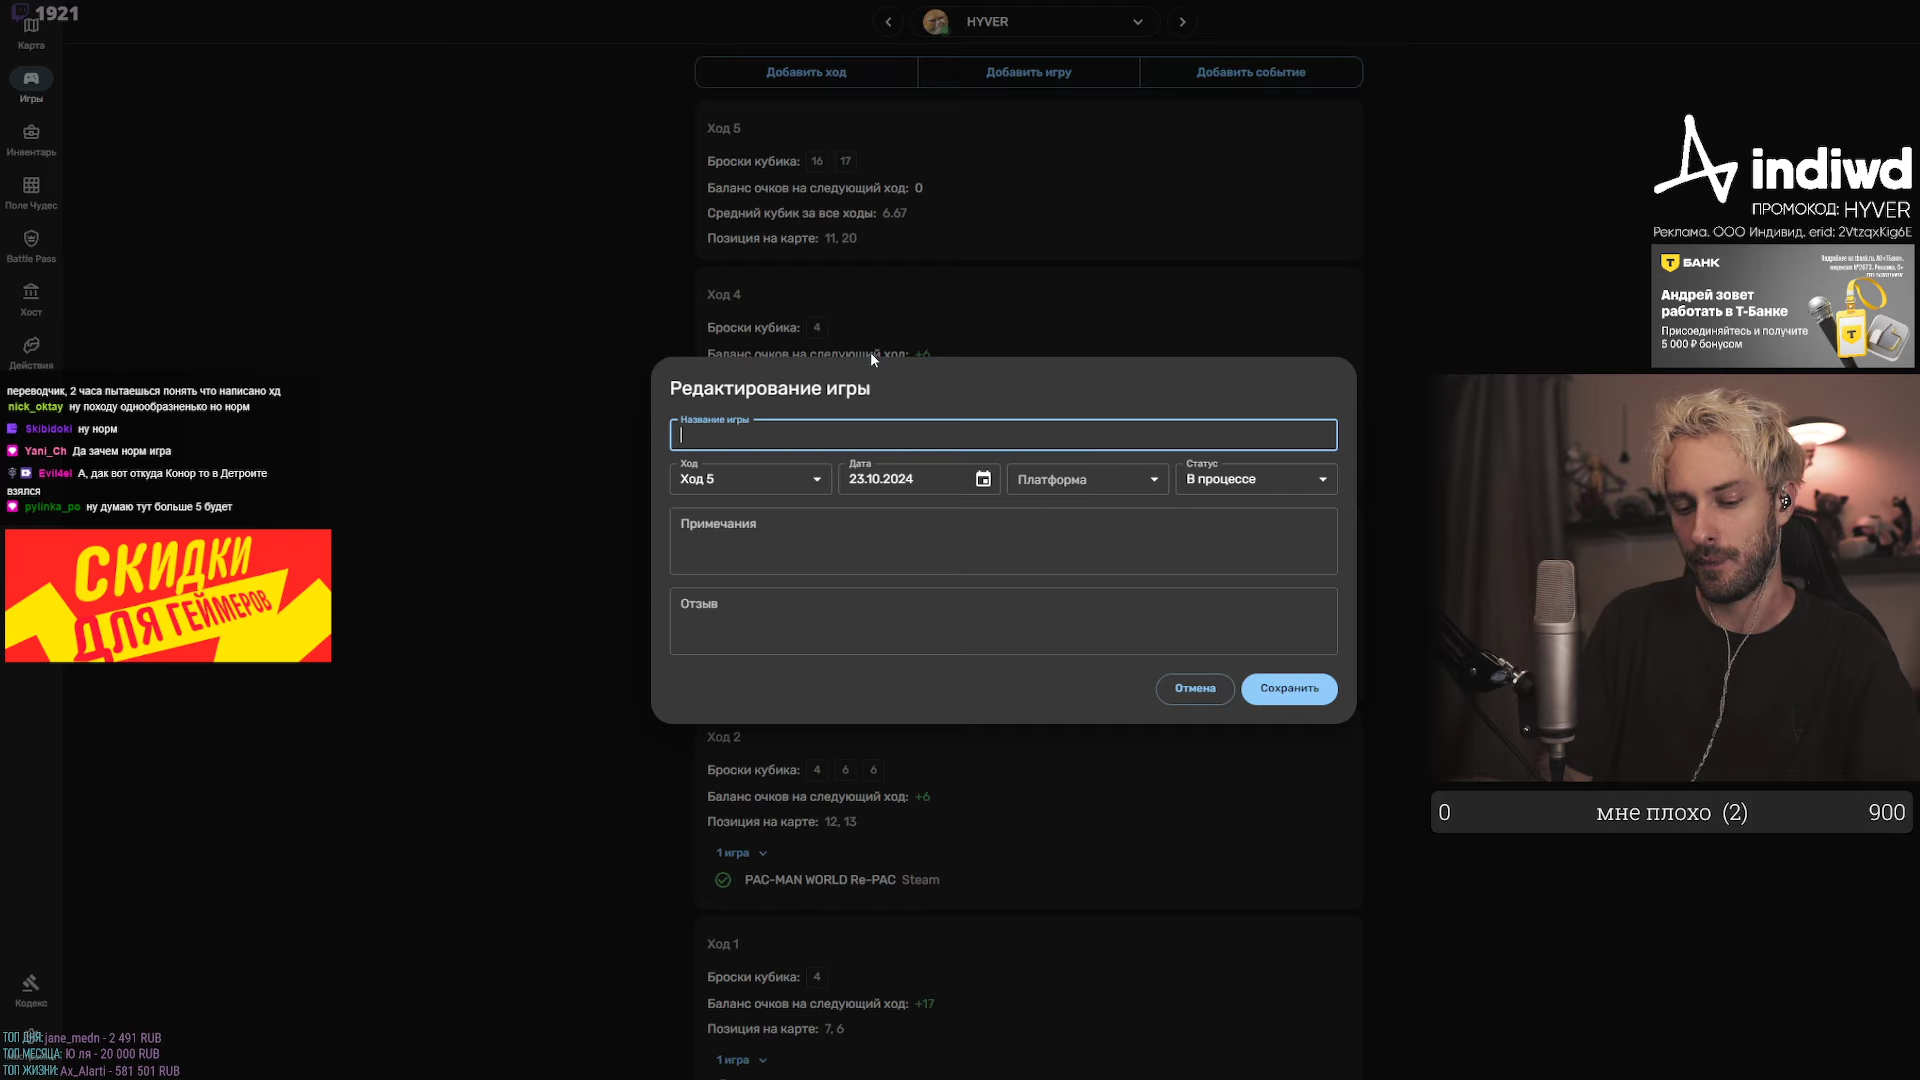 1921
Карта
Игры
Инвентарь
Поле Чудес
Battle Pass
Хост
Действия
HYVER
Добавить ход
Добавить игру
Добавить событие
Ход 5
Броски кубика: 16 17
Баланс очков на следующий ход: 0
Средний кубик за все ходы: 6.67
Позиция на карте: 11, 20
Ход 4
Броски кубика: 4
Баланс очков на следующий ход: +6
Редактирование игры
Название игры
Ход
Ход 5
Дата
23.10.2024
Платформа
Статус
В процессе
Примечания
Отзыв
Отмена
Сохранить
Ход 2
Броски кубика: 4 6 6
Баланс очков на следующий ход: +6
Позиция на карте: 12, 13
1 игра
PAC-MAN WORLD Re-PAC Steam
Ход 1
Броски кубика: 4
Баланс очков на следующий ход: +17
Позиция на карте: 7, 6
1 игра
переводчик, 2 часа пытаешься понять что написано хд
nick_oktay ну походу однообразненько но норм
Skibidoki ну норм
Yani_Ch Да зачем норм игра
Evil4el А, дак вот откуда Конор то в Детроите
взялся
pylinka_po ну думаю тут больше 5 будет
СКИДКИ
ДЛЯ ГЕЙМЕРОВ
Кодекс
ТОП ДНЯ: jane_medn - 2 491 RUB
ТОП МЕСЯЦА: Ю ля - 20 000 RUB
ТОП ЖИЗНИ: Ax_Alarti - 581 501 RUB
indiwd
ПРОМОКОД: HYVER
Реклама. ООО Индивид, erid: 2VtzqxKig6E
Т БАНК
Андрей зовет
работать в Т-Банке
Присоединяйтесь и получите
5 000 ₽ бонусом
0 мне плохо (2) 900